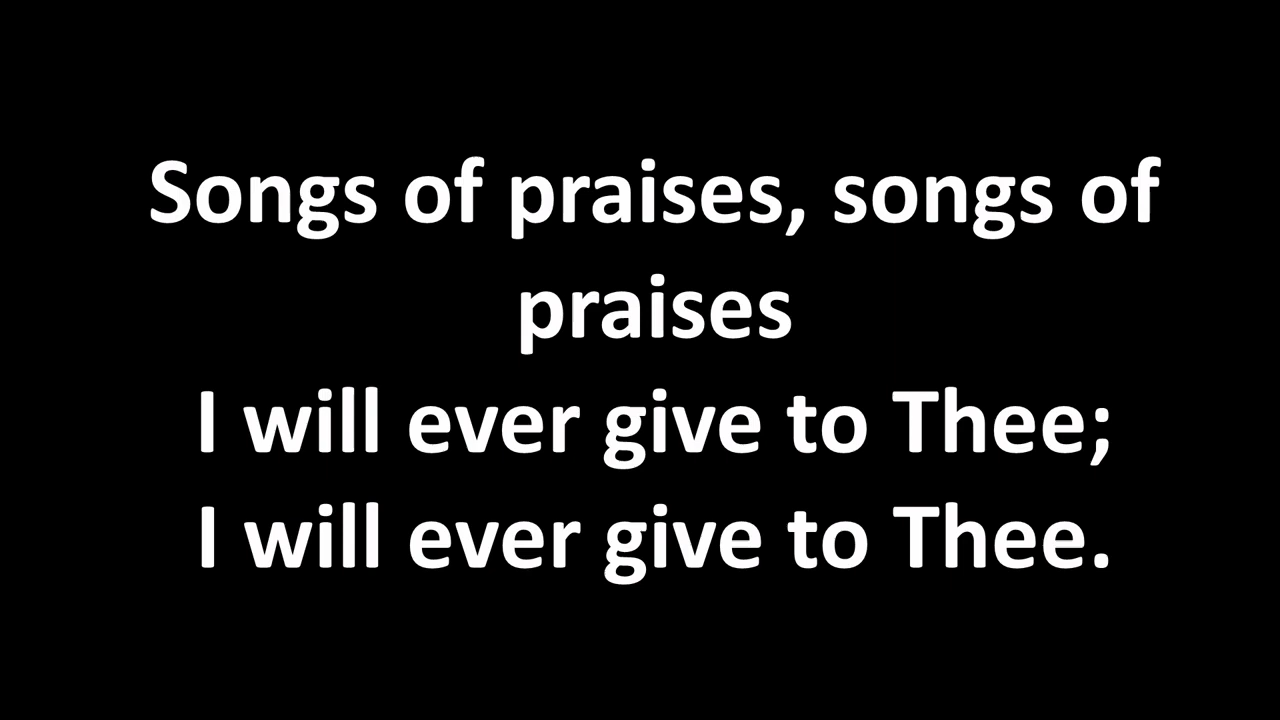 Songs of praises, songs of
praises
I will ever give to Thee;
I will ever give to Thee.